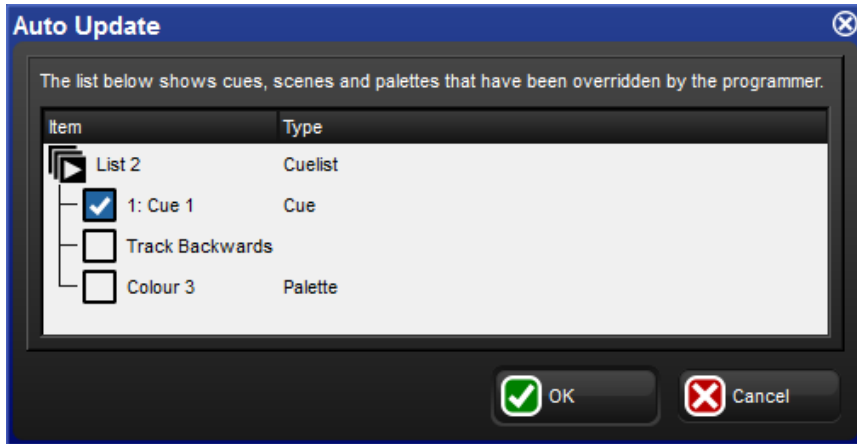 Auto Update
The list below shows cues, scenes and palettes that have been overridden by the programmer.
Item Type
List 2 Cuelist
1: Cue 1 Cue
Track Backwards
Colour 3 Palette
OK Cancel